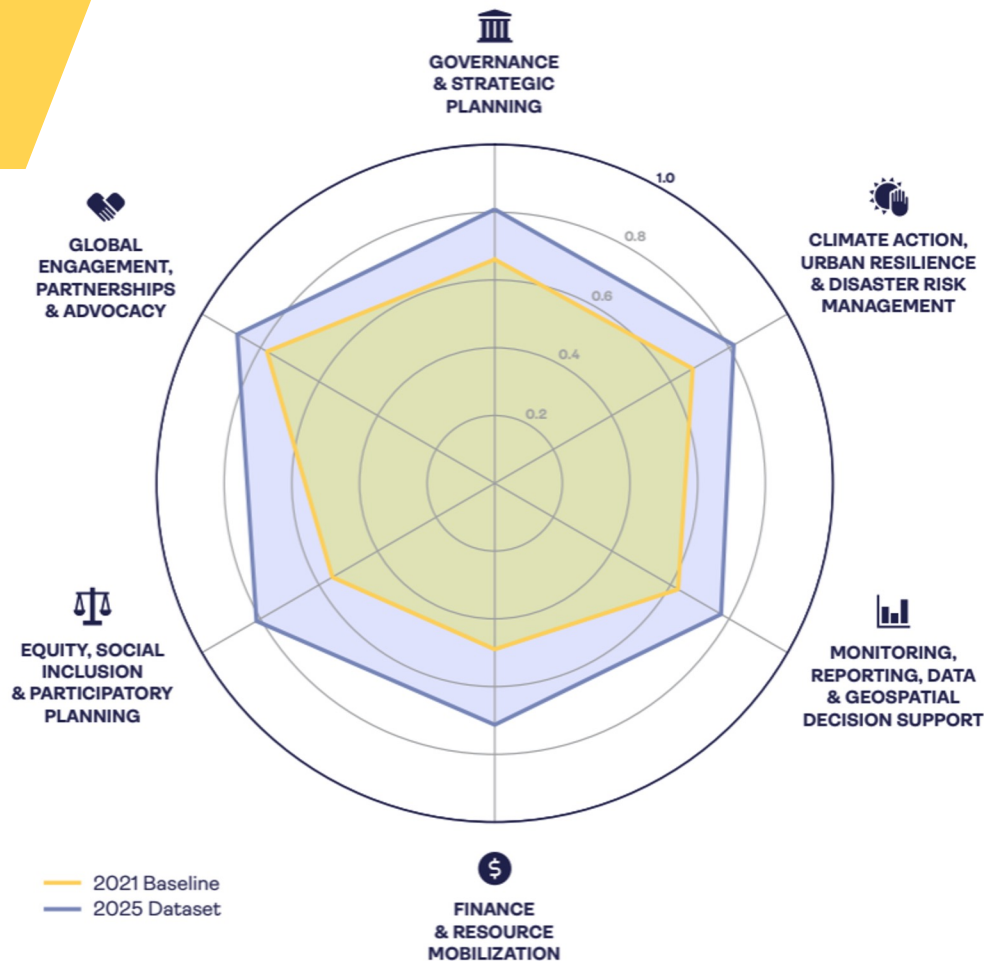 GOVERNANCE
& STRATEGIC
PLANNING
1.0
0.8
0.6
0.4
0.2
CLIMATE ACTION,
URBAN RESILIENCE
& DISASTER RISK
MANAGEMENT
GLOBAL
ENGAGEMENT,
PARTNERSHIPS
& ADVOCACY
EQUITY, SOCIAL
INCLUSION
& PARTICIPATORY
PLANNING
MONITORING,
REPORTING, DATA
& GEOSPATIAL
DECISION SUPPORT
2021 Baseline
2025 Dataset
$
FINANCE
& RESOURCE
MOBILIZATION